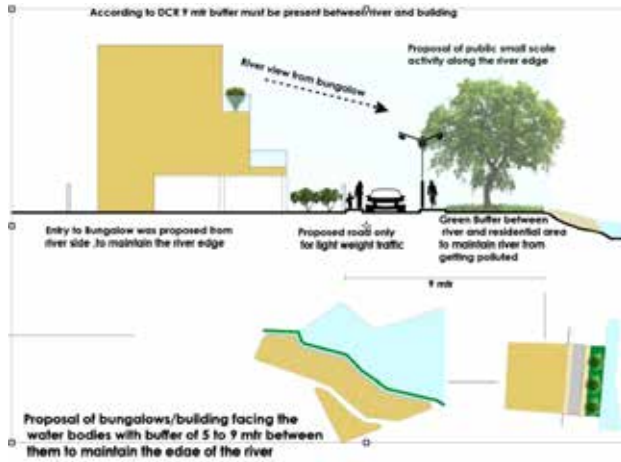 According to DCR 9 mtr buffer must be present between river and building
Proposal of public small scale
activity along the river edge
River view from bungalow
Entry to Bungalow was proposed from
river side ,to maintain the river edge
Proposed road only
for light weight traffic
Green Buffer between
river and residential area
to maintain river from
getting polluted
9 mtr
Proposal of bungalows/building facing the
water bodies with buffer of 5 to 9 mtr between
them to maintain the edge of the river